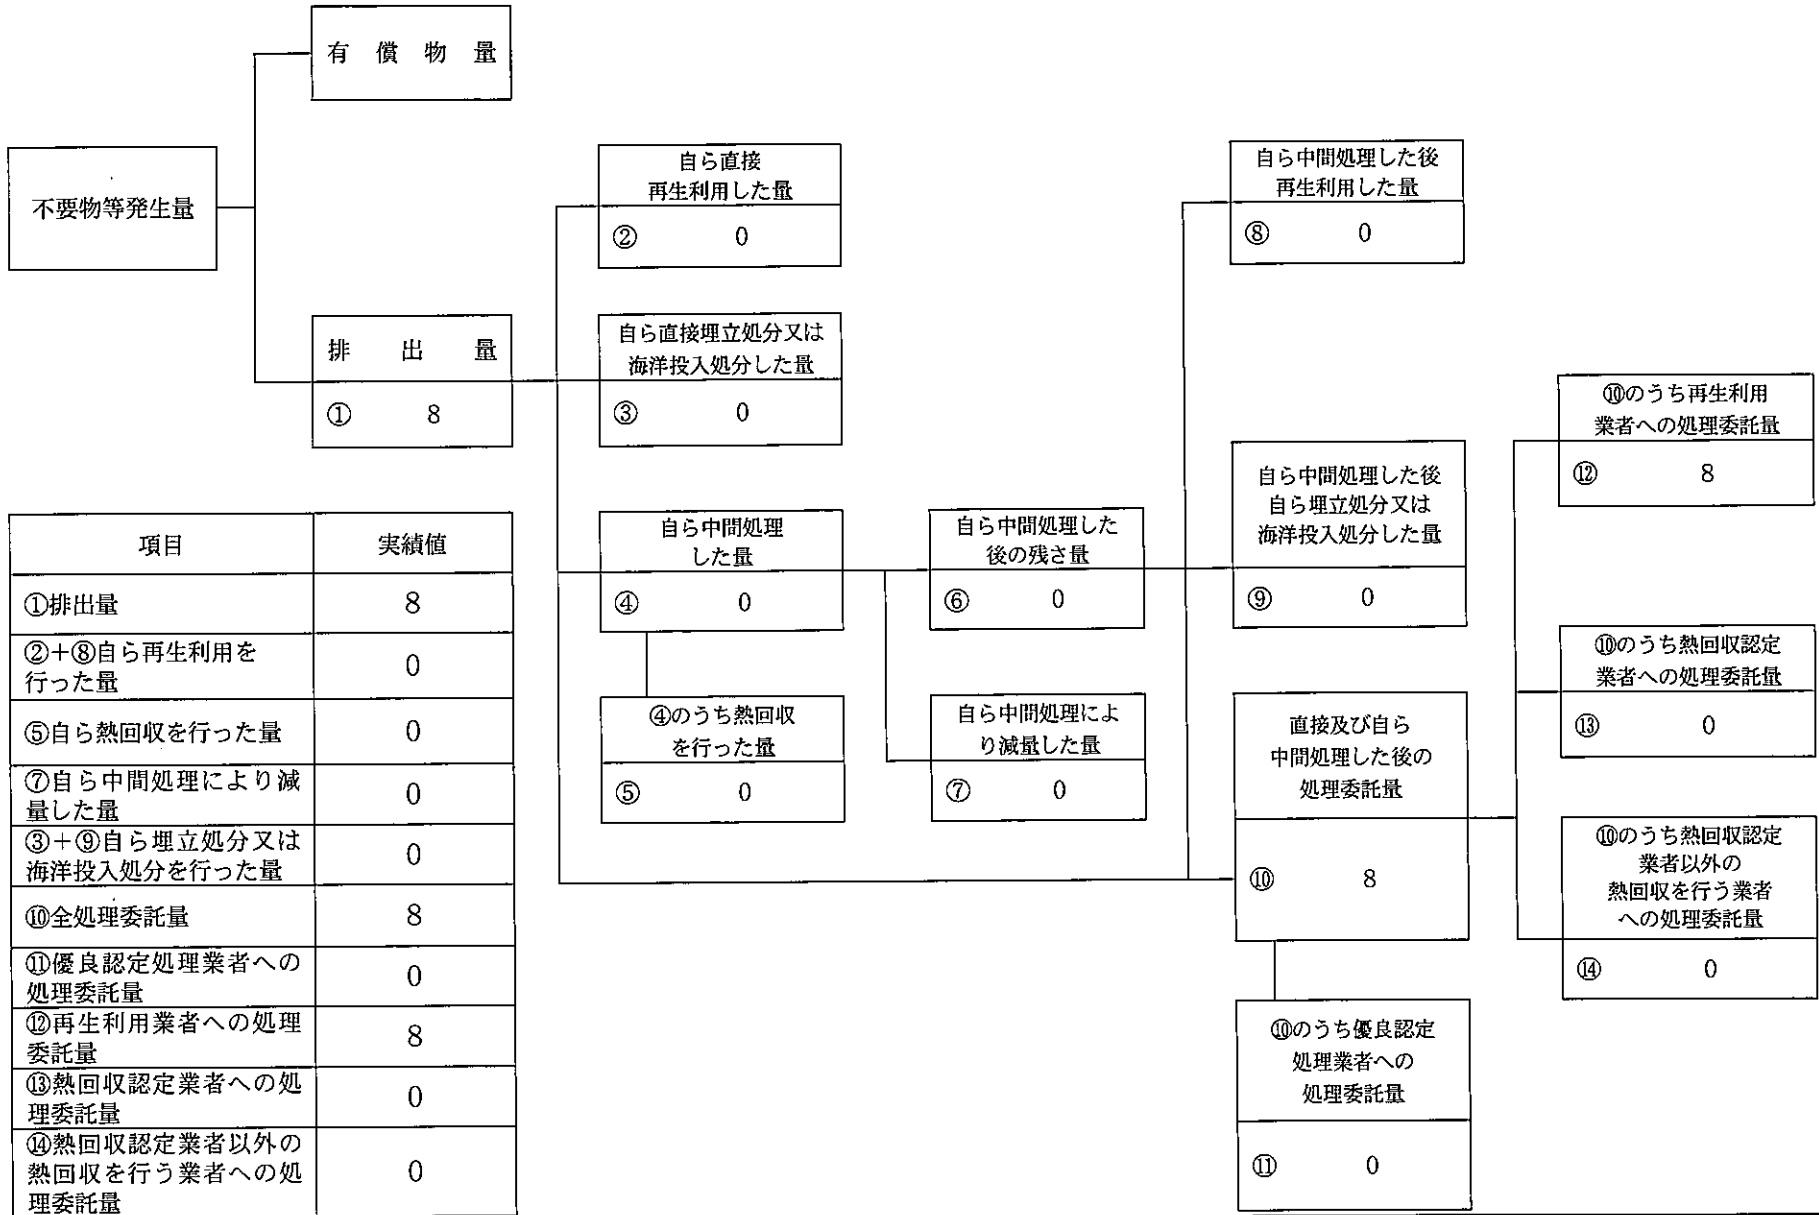 有償物量
不要物等発生量
排出量
① 8
自ら直接
再生利用した量
② 0
自ら直接埋立処分又は
海洋投入処分した量
③ 0
自ら中間処理
した量
④ 0
④のうち熱回収
を行った量
⑤ 0
自ら中間処理した
後の残さ量
⑥ 0
自ら中間処理によ
り減量した量
⑦ 0
自ら中間処理した後
再生利用した量
⑧ 0
自ら中間処理した後
自ら埋立処分又は
海洋投入処分した量
⑨ 0
直接及び自ら
中間処理した後の
処理委託量
⑩ 8
⑩のうち優良認定
処理業者への
処理委託量
⑪ 0
⑩のうち再生利用
業者への処理委託量
⑫ 8
⑩のうち熱回収認定
業者への処理委託量
⑬ 0
⑩のうち熱回収認定
業者以外の
熱回収を行う業者
への処理委託量
⑭ 0
項目 実績値
①排出量 8
②+⑧自ら再生利用を
行った量 0
⑤自ら熱回収を行った量 0
⑦自ら中間処理により減
量した量 0
③+⑨自ら埋立処分又は
海洋投入処分を行った量 0
⑩全処理委託量 8
⑪優良認定処理業者への
処理委託量 0
⑫再生利用業者への処理
委託量 8
⑬熱回収認定業者への処
理委託量 0
⑭熱回収認定業者以外の
熱回収を行う業者への処
理委託量 0